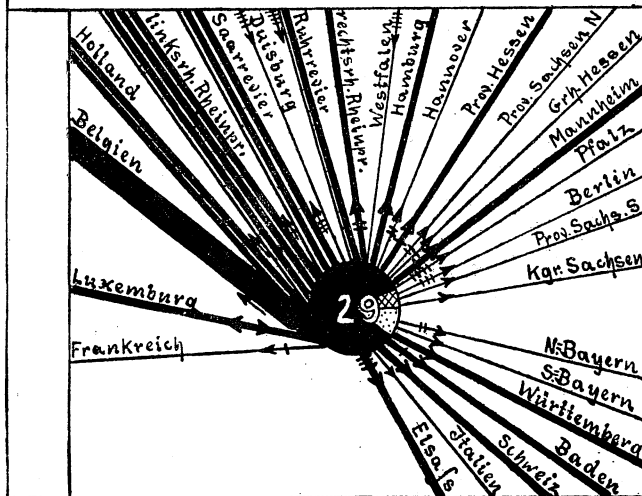 Holland
linksrh. Rheinpr.
Saarrevier
Duisburg
Ruhrrevier
rechtsrh. Rheinpr.
Westfalen
Hamburg
Hannover
Prov. Hessen
Prov. Sachsen N
Grh. Hessen
Mannheim
Pfalz
Berlin
Prov. Sachs. S
Kgr. Sachsen
Belgien
Luxemburg
29
Frankreich
N-Bayern
S-Bayern
Württemberg
Baden
Schweiz
Italien
Elsaſs